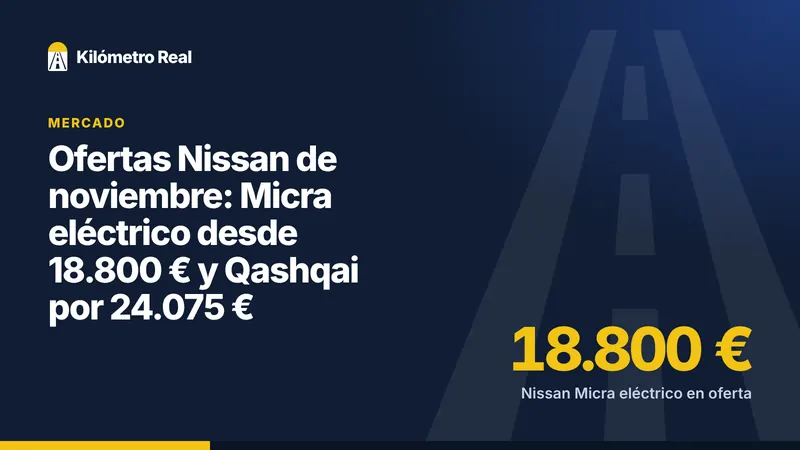 Kilómetro Real
MERCADO
Ofertas Nissan de
noviembre: Micra
eléctrico desde
18.800 € y Qashqai
por 24.075 €
18.800 €
Nissan Micra eléctrico en oferta